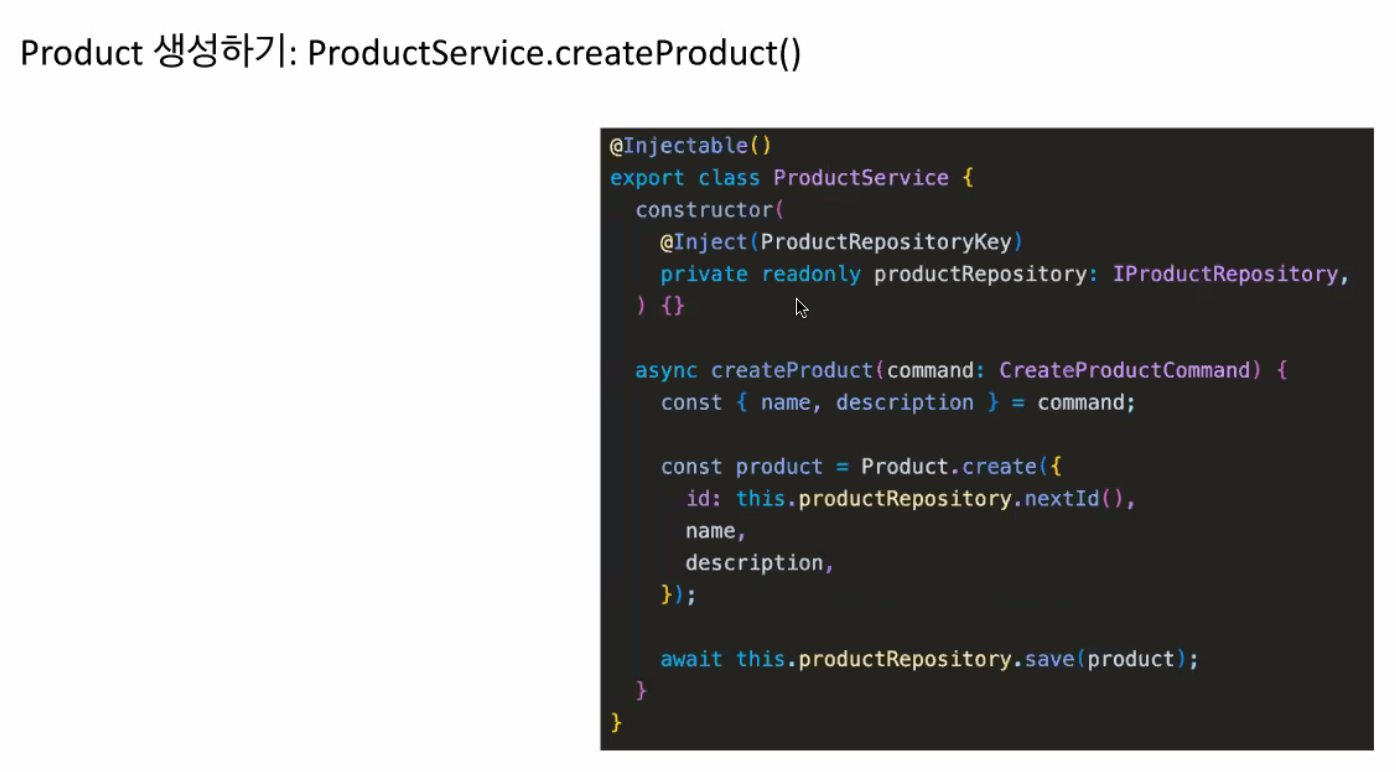 Product 생성하기: ProductService.createProduct()
@Injectable()
export class ProductService {
constructor(
@Inject(ProductRepositoryKey)
private readonly productRepository: IProductRepository,
) {}
async createProduct(command: CreateProductCommand) {
const { name, description } = command;
const product = Product.create({
id: this.productRepository.nextId(),
name,
description,
});
await this.productRepository.save(product);
}
}